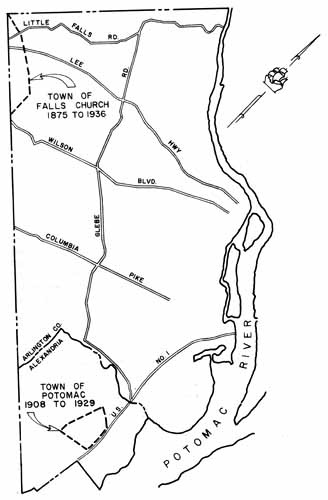 LITTLE FALLS RD.
LEE HWY
RD
TOWN OF
FALLS CHURCH
1875 TO 1936
WILSON BLVD.
GLEBE
COLUMBIA PIKE
ARLINGTON CO.
ALEXANDRIA
TOWN OF
POTOMAC
1908 TO 1929
U.S. NO. 1
POTOMAC RIVER